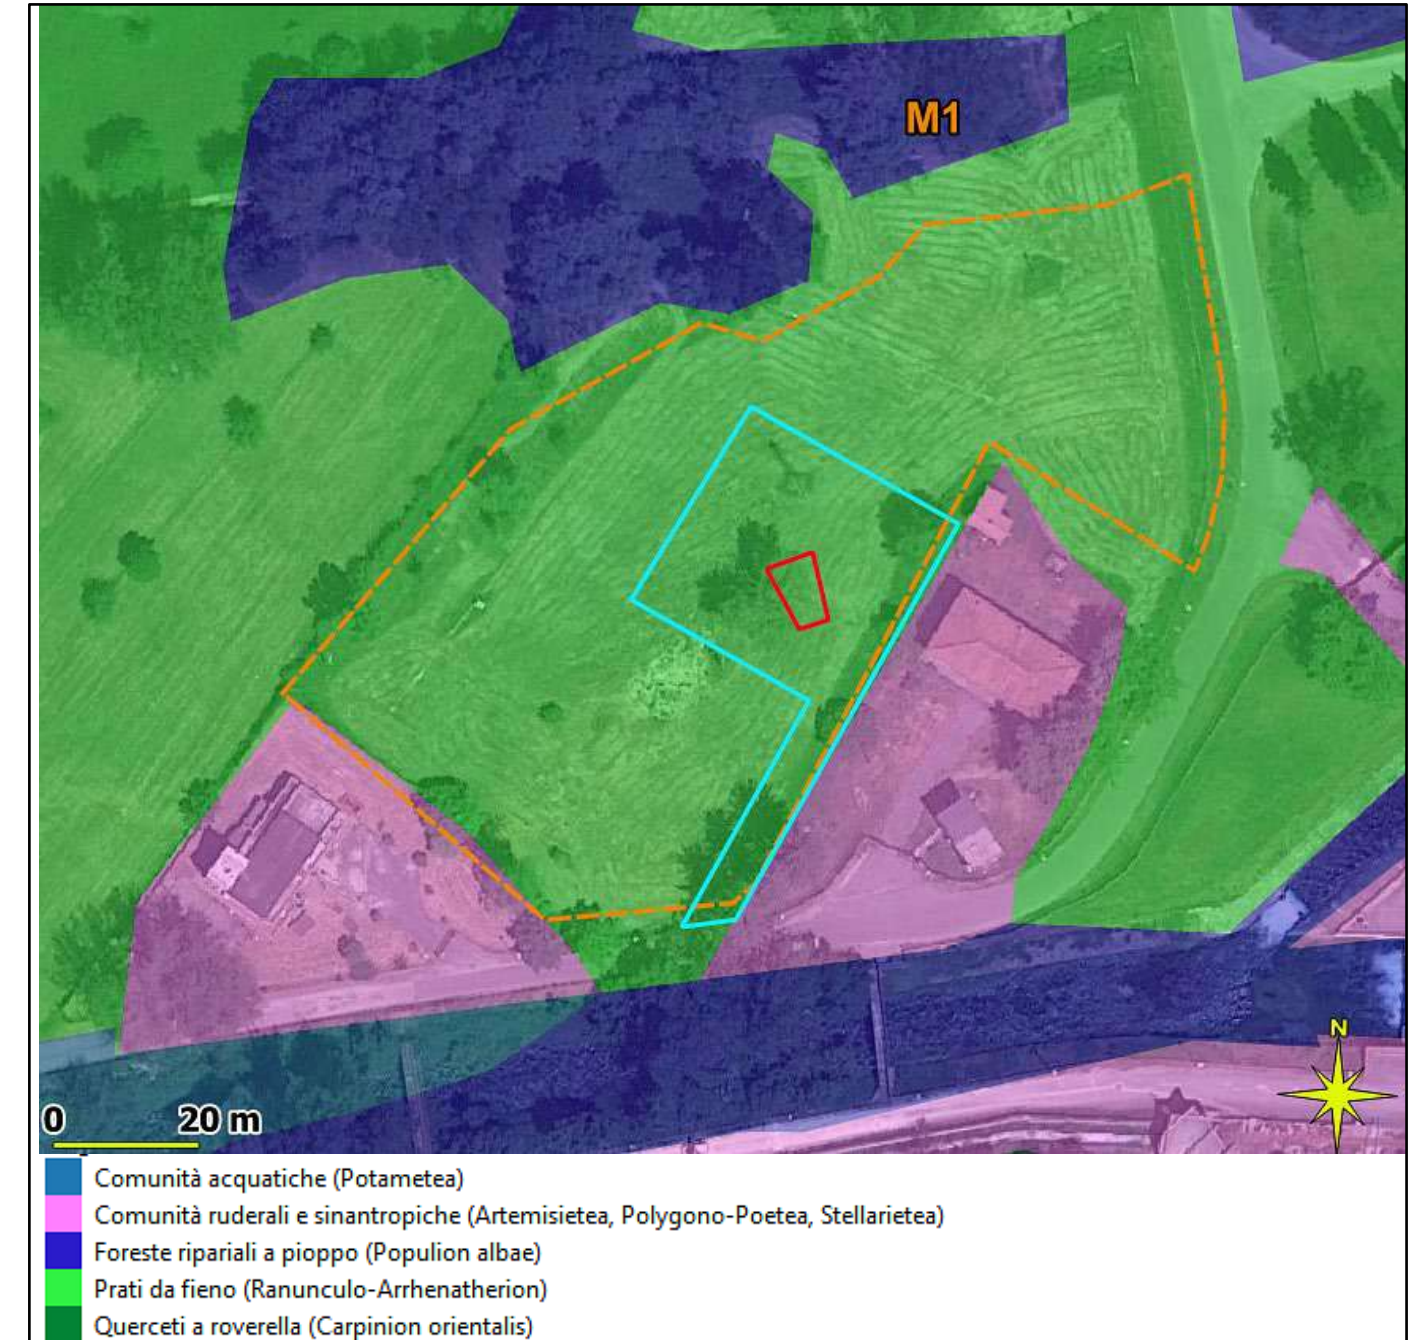 M1
N
0 20 m
Comunità acquatiche (Potametea)
Comunità ruderali e sinantropiche (Artemisietea, Polygono-Poetea, Stellarietea)
Foreste ripariali a pioppo (Populion albae)
Prati da fieno (Ranunculo-Arrhenatherion)
Querceti a roverella (Carpinion orientalis)